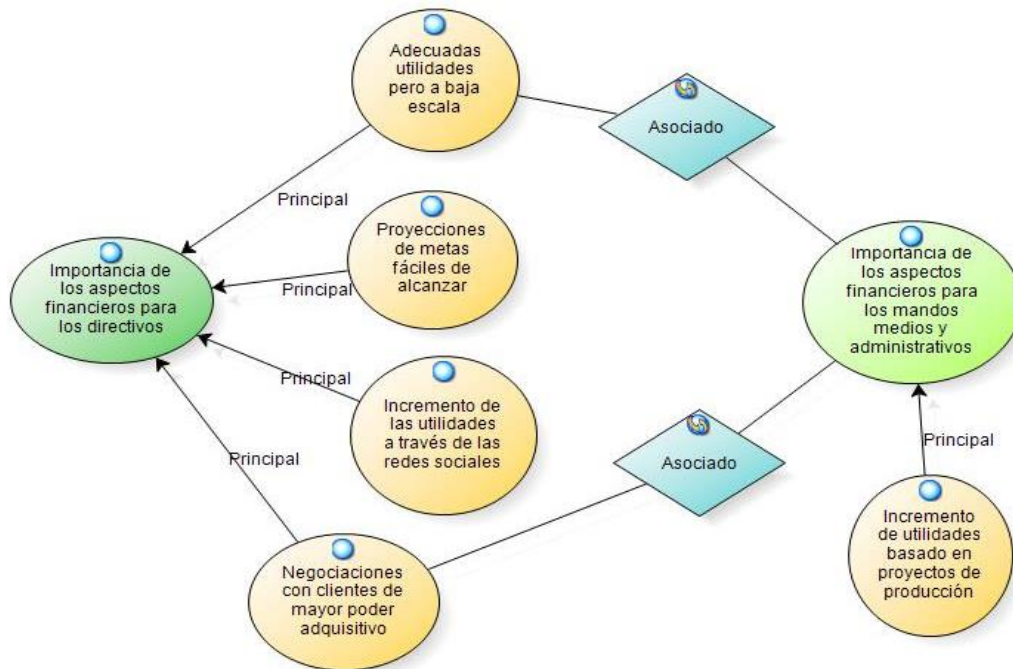 Adecuadas
utilidades
pero a baja
escala
Asociado
Principal
Proyecciones
de metas
fáciles de
alcanzar
Principal
Importancia de
los aspectos
financieros para
los directivos
Importancia de
los aspectos
financieros para
los mandos
medios y
administrativos
Principal
Incremento de
las utilidades
a través de las
redes sociales
Principal
Asociado
Principal
Negociaciones
con clientes de
mayor poder
adquisitivo
Incremento
de utilidades
basado en
proyectos de
producción